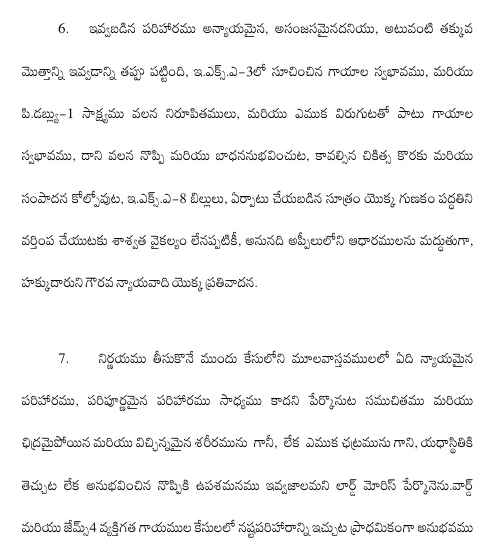 6. ఇవ్వబడిన పరిహారము అన్యాయమైన, అసంజసమైనదనియు, అటువంటి తక్కువ
మొత్తాన్ని ఇవ్వడాన్ని తప్పు పట్టింది, ఇ.ఎక్స్.ఎ-3లో సూచించిన గాయాల స్వభావము, మరియు
పి.డబ్ల్యు-1 సాక్ష్యము వలన నిరూపితములు, మరియు ఎముక విరుగుటతో పాటు గాయాల
స్వభావము, దాని వలన నొప్పి మరియు బాధననుభవించుట, కావల్సిన చికిత్స కొరకు మరియు
సంపాదన కోల్పోవుట, ఇ.ఎక్స్.ఎ-8 బిల్లులు, ఏర్పాటు చేయబడిన సూత్రం యొక్క గుణకం పద్ధతిని
వర్తింప చేయుటకు శాశ్వత వైకల్యం లేనప్పటికీ, అనునది అప్పీలులోని ఆధారములను మద్ధుతుగా,
హక్కుదారుని గౌరవ న్యాయవాది యొక్క ప్రతివాదన.
7. నిర్ణయము తీసుకొనే ముందు కేసులోని మూలవాస్తవములలో ఏది న్యాయమైన
పరిహారము, పరిపూర్ణమైన పరిహారము సాధ్యము కాదని పేర్కొనుట సముచితము మరియు
ఛిద్రమైపోయిన మరియు విచ్ఛిన్నమైన శరీరమును గానీ, లేక ఎముక ఛట్రమును గాని, యధాస్థితికి
తెచ్చుట లేక అనుభవించిన నొప్పికి ఉపశమనము ఇవ్వజాలమని లార్డ్ మోరిస్ పేర్కొనెను.వార్డ్
మరియు జేమ్స్4 వ్యక్తిగత గాయముల కేసులలో నష్టపరిహారాన్ని ఇచ్చుట ప్రాధమికంగా అనుభవము